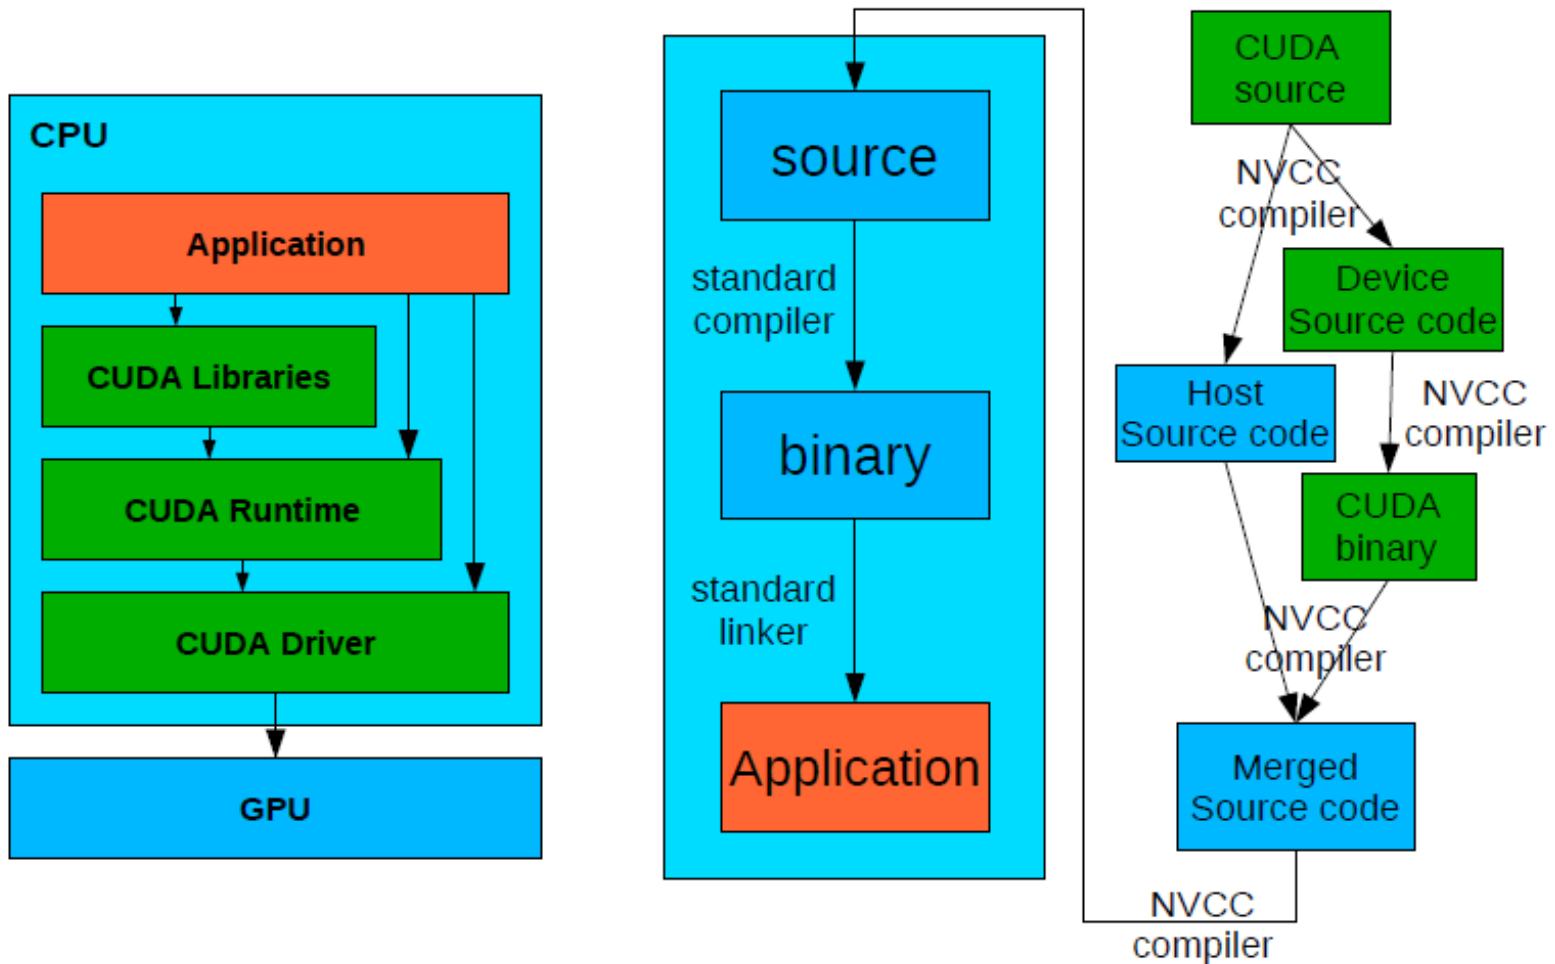 CPU
Application
CUDA Libraries
CUDA Runtime
CUDA Driver
GPU
source
standard
compiler
binary
standard
linker
Application
CUDA
source
NVCC
compiler
Device
Source code
Host
Source code
NVCC
compiler
CUDA
binary
NVCC
compiler
Merged
Source code
NVCC
compiler